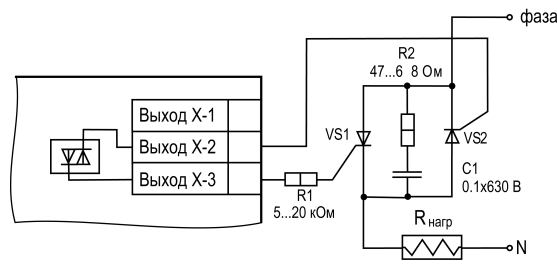 фаза
R2
47...6 8 Ом
Выход X-1
Выход X-2
Выход X-3
VS1
VS2
C1
0.1x630 В
R1
5...20 кОм
Rнагр
N